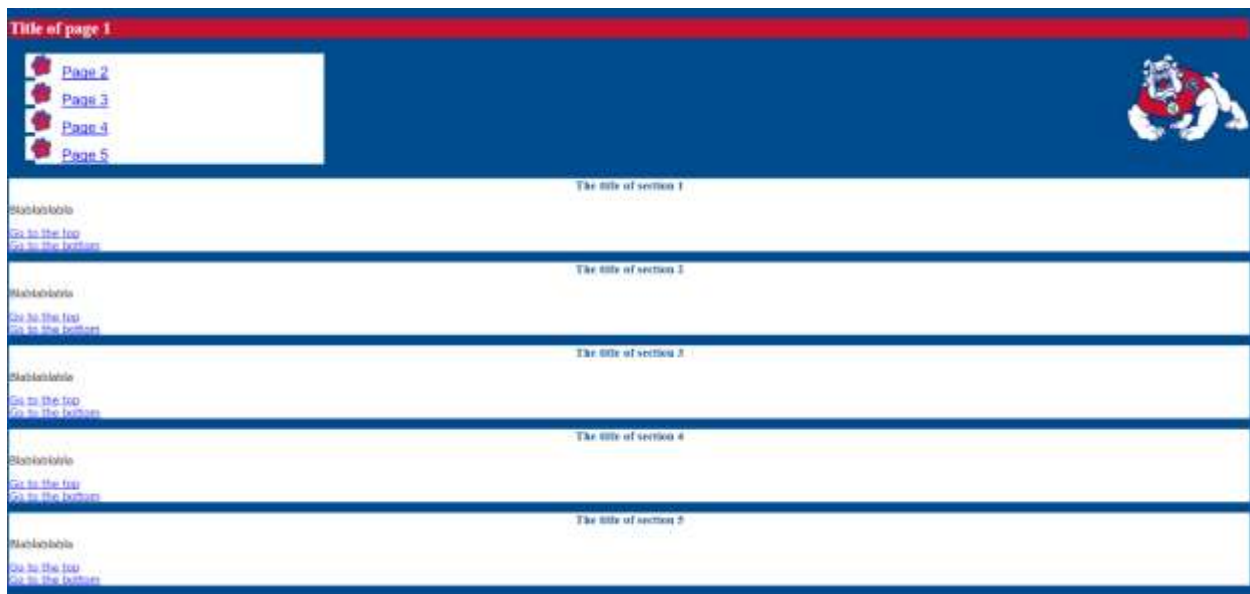 Title of page 1
Page 2
Page 3
Page 4
Page 5
The title of section 1
Blablablabla
Go to the top
Go to the bottom
The title of section 2
Blablablabla
Go to the top
Go to the bottom
The title of section 3
Blablablabla
Go to the top
Go to the bottom
The title of section 4
Blablablabla
Go to the top
Go to the bottom
The title of section 5
Blablablabla
Go to the top
Go to the bottom